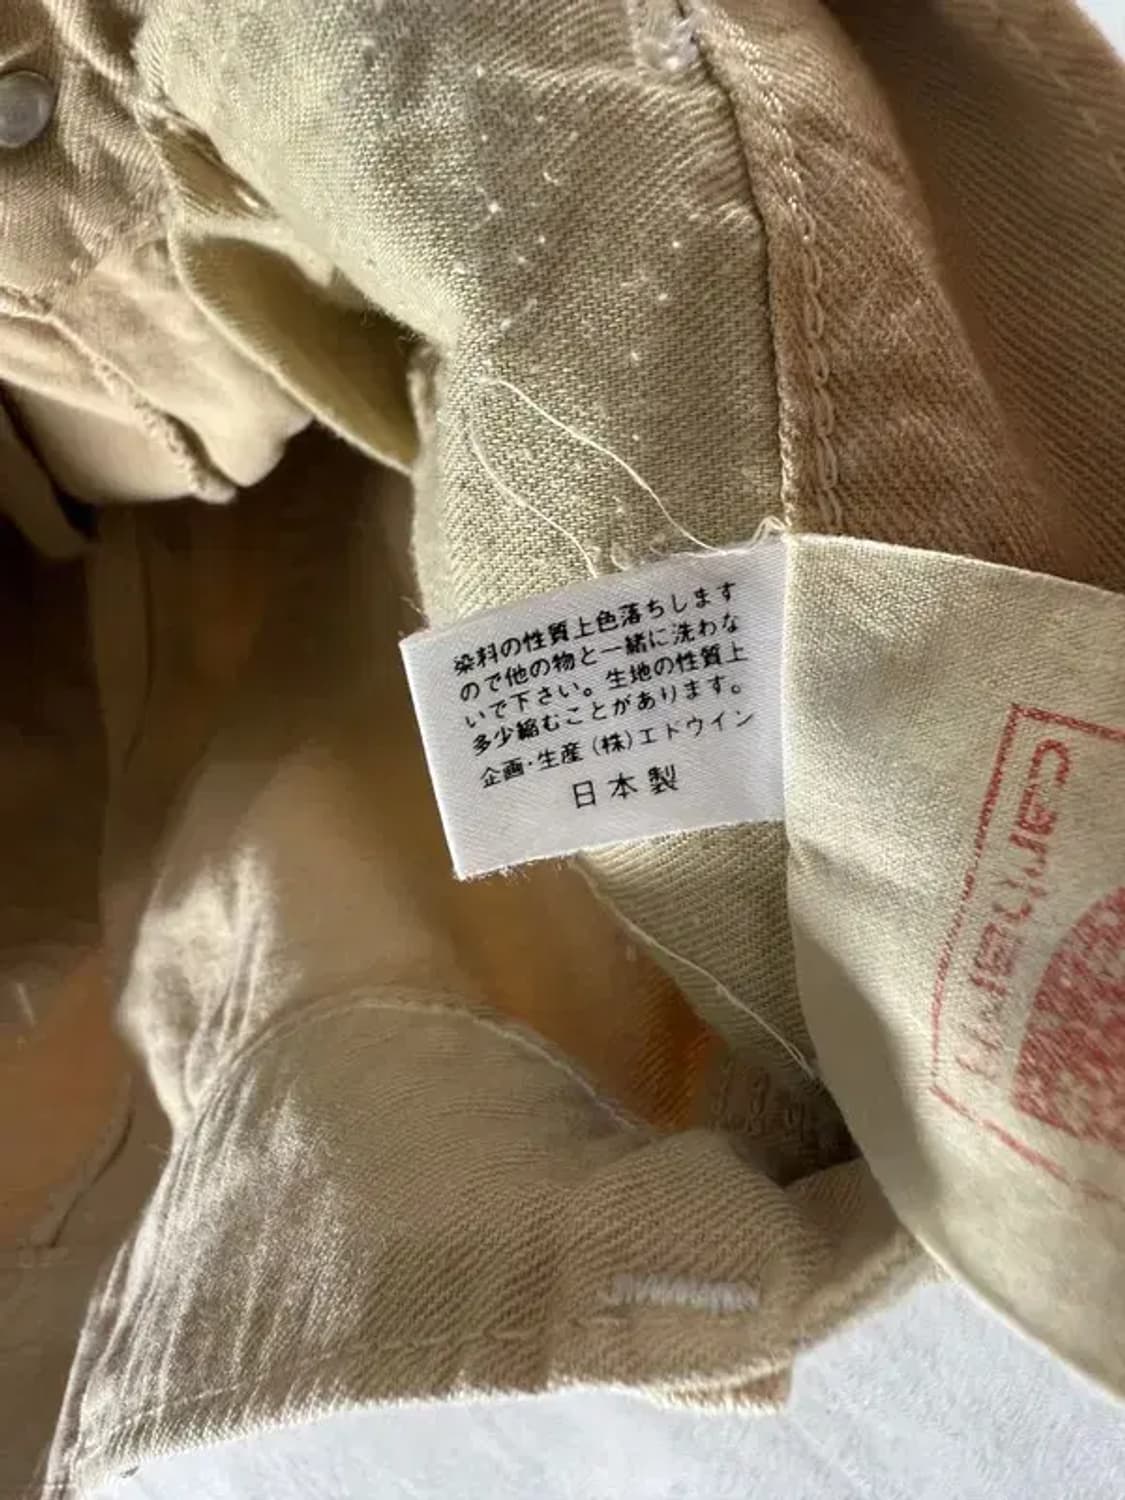 染料の性質上色落ちします
ので他の物と一緒に洗わな
いで下さい。生地の性質上
多少縮むことがあります。
企画・生産(株)エドウイン
日本製